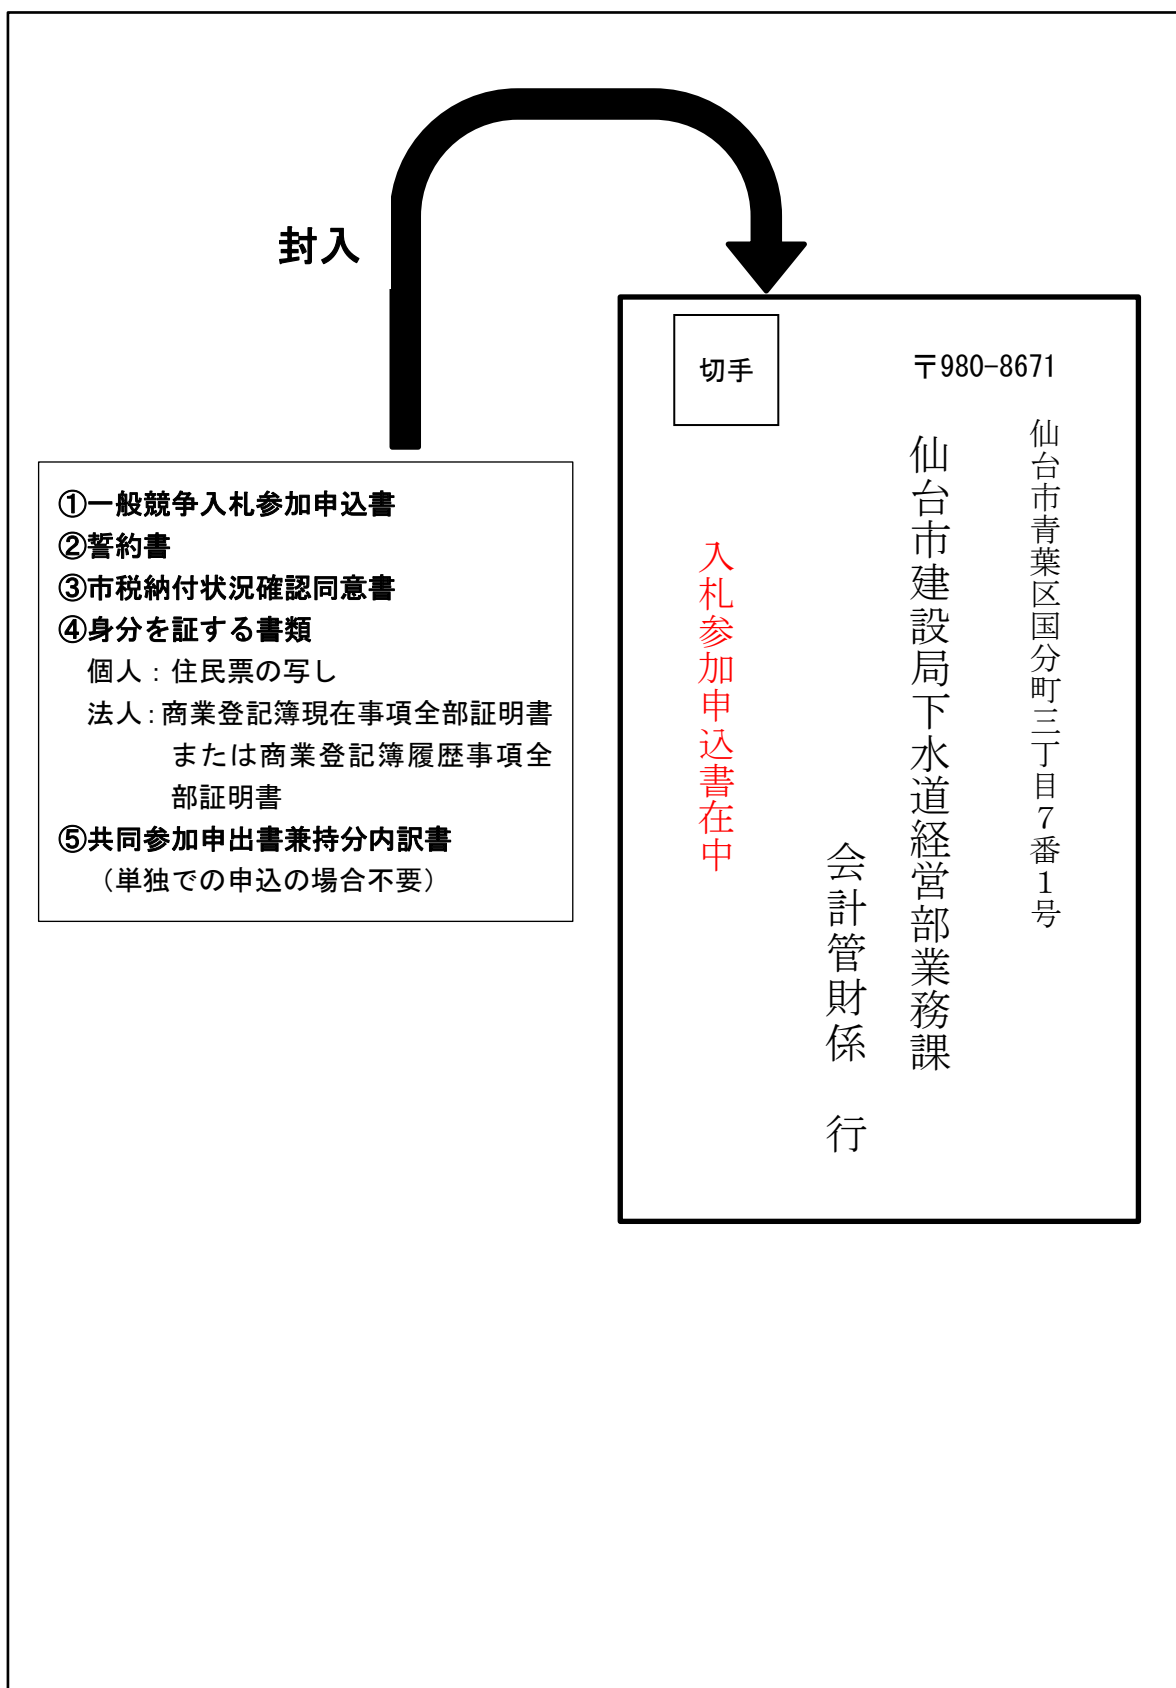 封入
①一般競争入札参加申込書
②誓約書
③市税納付状況確認同意書
④身分を証する書類
個人：住民票の写し
法人：商業登記簿現在事項全部証明書
または商業登記簿履歴事項全
部証明書
⑤共同参加申出書兼持分内訳書
（単独での申込の場合不要）
切手
〒980-8671
仙台市青葉区国分町三丁目７番１号
仙台市建設局下水道経営部業務課
会計管財係　行
入札参加申込書在中